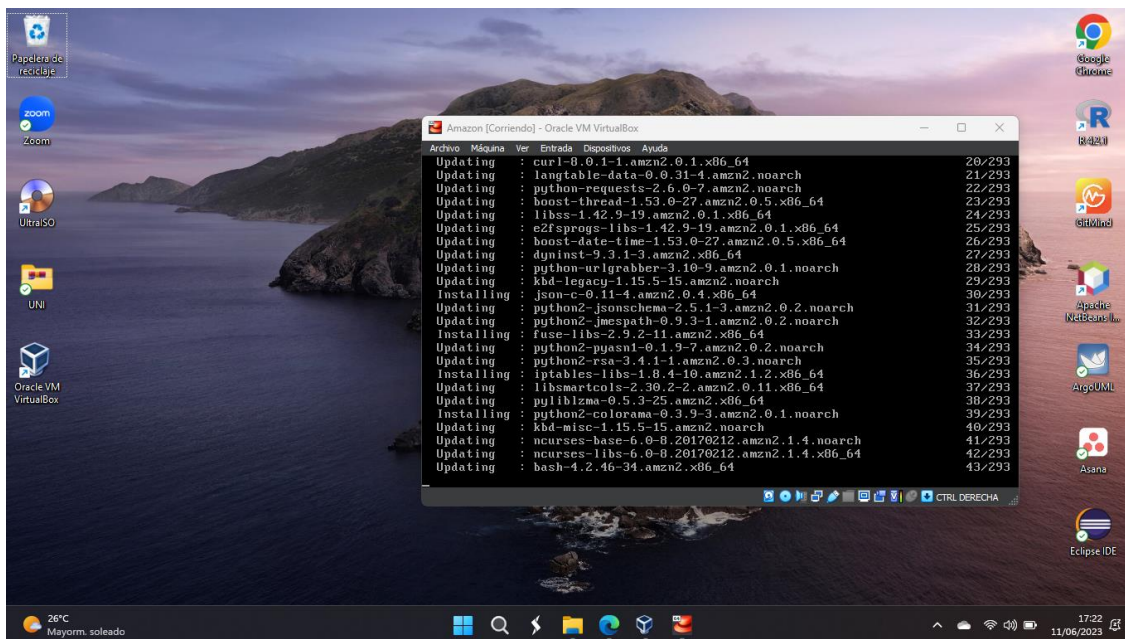 Papelera de
reciclaje
zoom
Zoom
UltraISO
UNI
Oracle VM
VirtualBox
Amazon [Corriendo] - Oracle VM VirtualBox
Archivo Máquina Ver Entrada Dispositivos Ayuda
Updating : curl-8.0.1-1.amzn2.0.1.x86_64 20/293
Updating : langtable-data-0.0.31-4.amzn2.noarch 21/293
Updating : python-requests-2.6.0-7.amzn2.noarch 22/293
Updating : boost-thread-1.53.0-27.amzn2.0.5.x86_64 23/293
Updating : libss-1.42.9-19.amzn2.0.1.x86_64 24/293
Updating : e2fsprogs-libs-1.42.9-19.amzn2.0.1.x86_64 25/293
Updating : boost-date-time-1.53.0-27.amzn2.0.5.x86_64 26/293
Updating : dyninst-9.3.1-3.amzn2.x86_64 27/293
Updating : python-urlgrabber-3.10-9.amzn2.0.1.noarch 28/293
Updating : kbd-legacy-1.15.5-15.amzn2.noarch 29/293
Installing : json-c-0.11-4.amzn2.0.4.x86_64 30/293
Updating : python2-jsonschema-2.5.1-3.amzn2.0.2.noarch 31/293
Updating : python2-jmespath-0.9.3-1.amzn2.0.2.noarch 32/293
Installing : fuse-libs-2.9.2-11.amzn2.x86_64 33/293
Updating : python2-pyasn1-0.1.9-7.amzn2.0.2.noarch 34/293
Updating : python2-rsa-3.4.1-1.amzn2.0.3.noarch 35/293
Installing : iptables-libs-1.8.4-10.amzn2.1.2.x86_64 36/293
Updating : libsmartcols-2.30.2-2.amzn2.0.11.x86_64 37/293
Updating : pyliblzma-0.5.3-25.amzn2.x86_64 38/293
Installing : python2-colorama-0.3.9-3.amzn2.0.1.noarch 39/293
Updating : kbd-misc-1.15.5-15.amzn2.noarch 40/293
Updating : ncurses-base-6.0-8.20170212.amzn2.1.4.noarch 41/293
Updating : ncurses-libs-6.0-8.20170212.amzn2.1.4.x86_64 42/293
Updating : bash-4.2.46-34.amzn2.x86_64 43/293
CTRL DERECHA
Google
Chrome
R 4.2.1
GitMind
Apache
NetBeans I...
ArgoUML
Asana
Eclipse IDE
26°C
Mayorm. soleado
17:22
11/06/2023